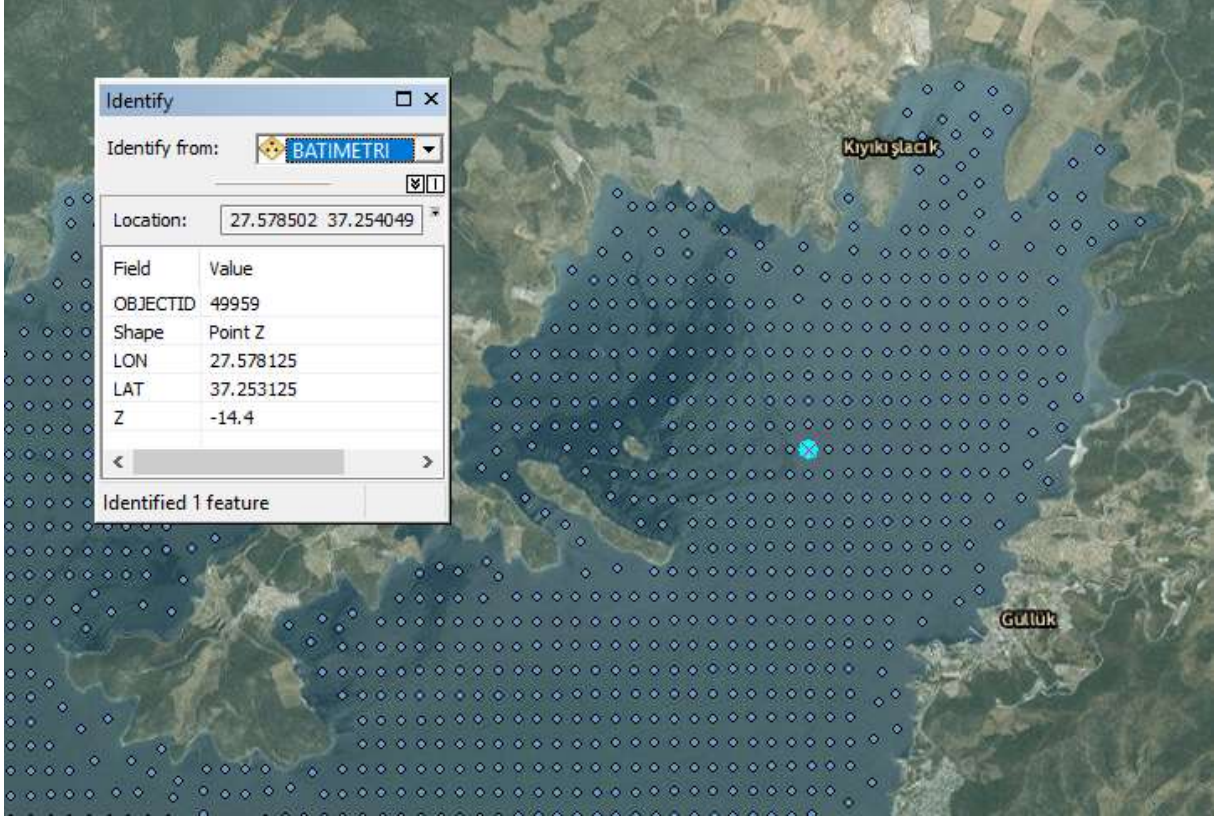 Identify
Identify from: BATIMETRI
Location: 27.578502 37.254049
Field Value
OBJECTID 49959
Shape Point Z
LON 27.578125
LAT 37.253125
Z -14.4
Identified 1 feature
Kıyıkışlacık
Güllük